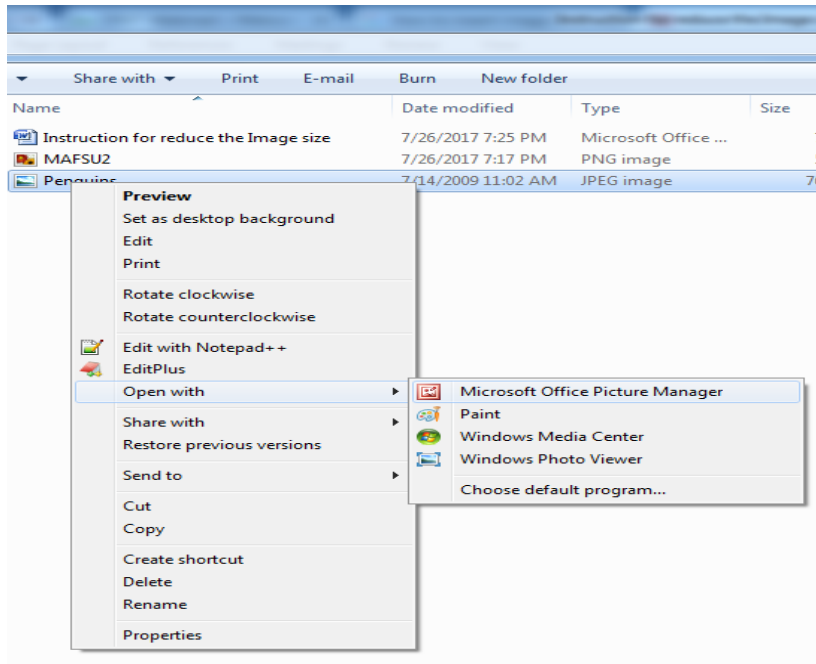 Share with Print E-mail Burn New folder
Name Date modified Type Size
Instruction for reduce the Image size 7/26/2017 7:25 PM Microsoft Office ...
MAFSU2 7/26/2017 7:17 PM PNG image
Penguins 7/14/2009 11:02 AM JPEG image
Preview
Set as desktop background
Edit
Print
Rotate clockwise
Rotate counterclockwise
Edit with Notepad++
EditPlus
Open with
Microsoft Office Picture Manager
Paint
Windows Media Center
Windows Photo Viewer
Choose default program...
Share with
Restore previous versions
Send to
Cut
Copy
Create shortcut
Delete
Rename
Properties